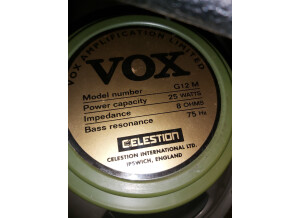 VOX AMPLIFICATION LIMITED
VOX
Model number G12 M
Power capacity 25 WATTS
Impedance 8 OHMS
Bass resonance 75 Hz
CELESTION
CELESTION INTERNATIONAL LTD.
IPSWICH, ENGLAND